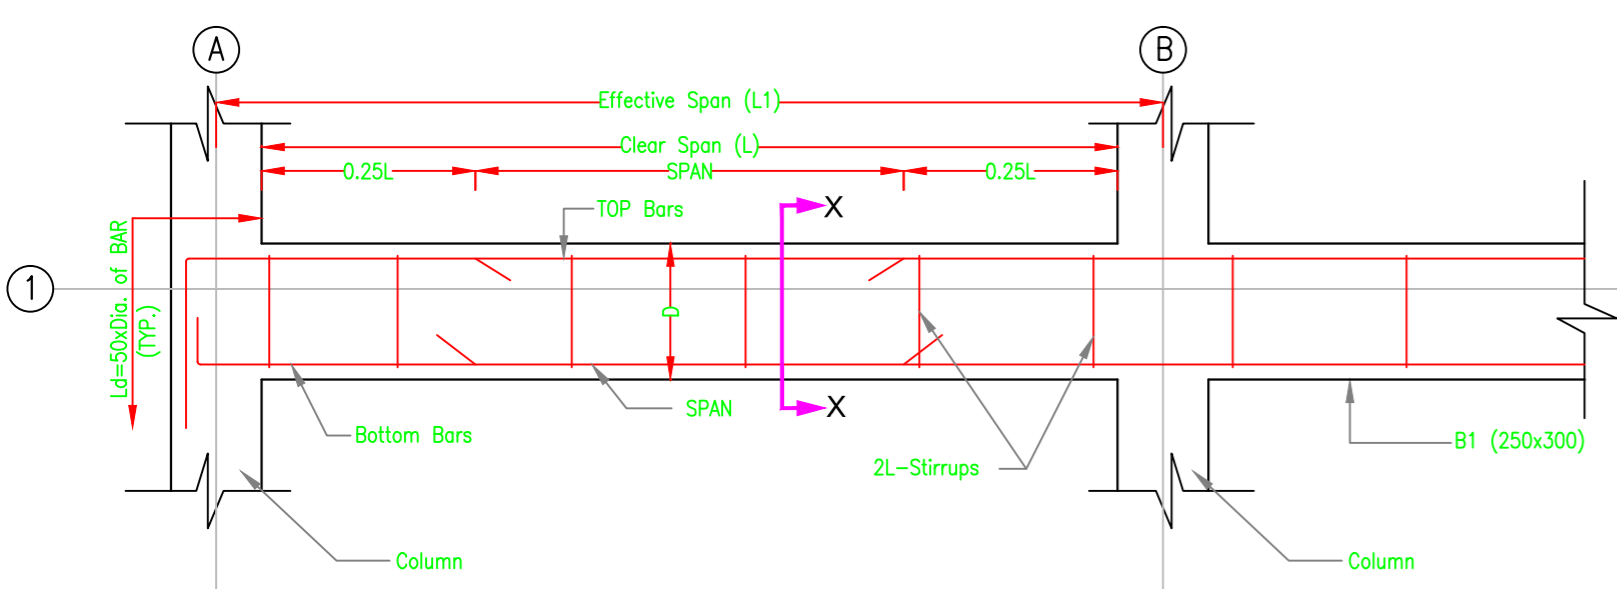 A
B
Effective Span (L1)
Clear Span (L)
0.25L
SPAN
0.25L
TOP Bars
X
Ld=50xDia. of BAR
(TYP.)
1
D
SPAN
X
Bottom Bars
2L-Stirrups
B1 (250x300)
Column
Column